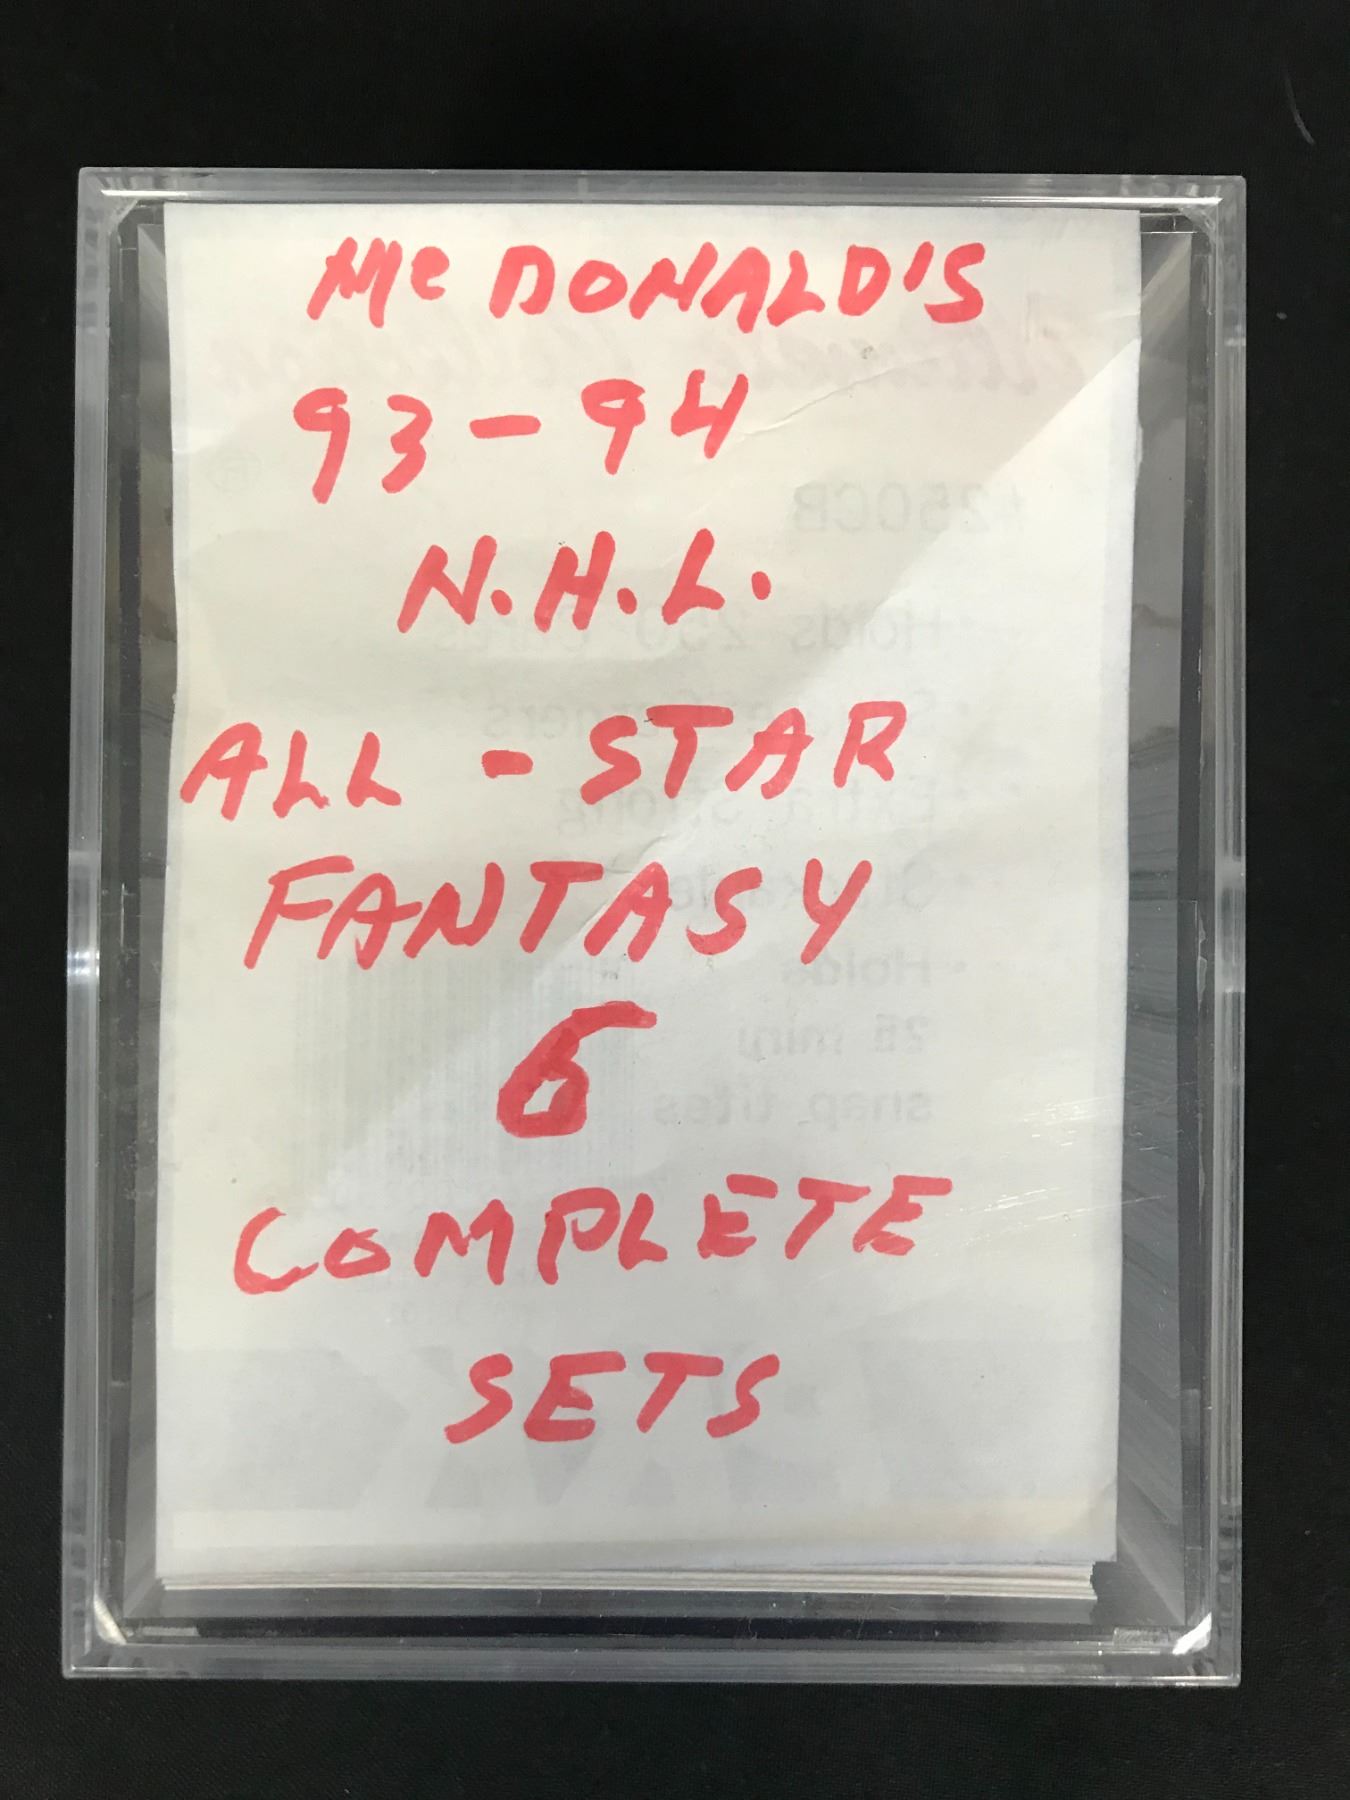 McDONALD'S
93-94
N.H.L.
ALL-STAR
FANTASY
6
COMPLETE
SETS